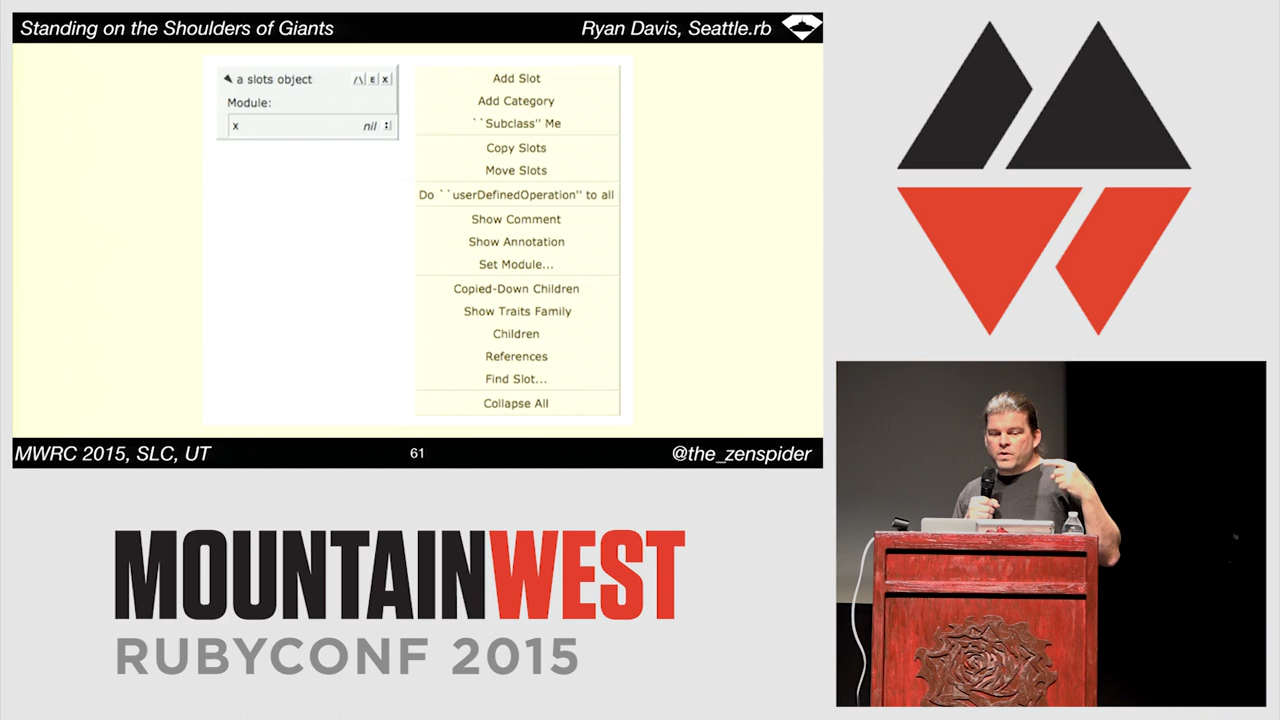 Standing on the Shoulders of Giants
Ryan Davis, Seattle.rb
a slots object /\ E X
Module:
x nil :
Add Slot
Add Category
``Subclass'' Me
Copy Slots
Move Slots
Do ``userDefinedOperation'' to all
Show Comment
Show Annotation
Set Module...
Copied-Down Children
Show Traits Family
Children
References
Find Slot...
Collapse All
MWRC 2015, SLC, UT
61
@the_zenspider
MOUNTAINWEST
RUBYCONF 2015